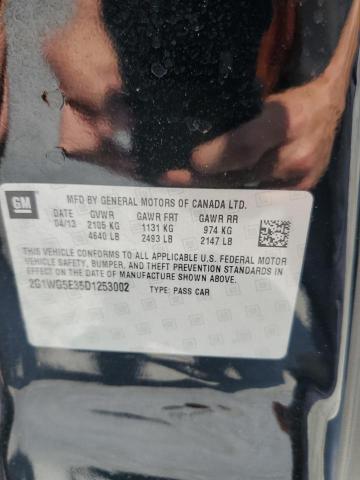 GM
MFD BY GENERAL MOTORS OF CANADA LTD.
DATE GVWR GAWR FRT GAWR RR
04/13 2105 KG 1131 KG 974 KG
4640 LB 2493 LB 2147 LB
THIS VEHICLE CONFORMS TO ALL APPLICABLE U.S. FEDERAL MOTOR
VEHICLE SAFETY, BUMPER, AND THEFT PREVENTION STANDARDS
IN EFFECT ON THE DATE OF MANUFACTURE SHOWN ABOVE.
2G1WG5E35D1253002 TYPE: PASS CAR